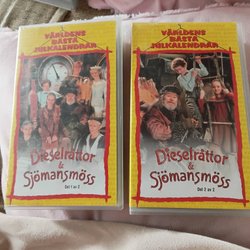 VÄRLDENS
BÄSTA
JULKALENDRAR
Dieselråttor
&
Sjömansmöss
Del 1 av 2
VÄRLDENS
BÄSTA
JULKALENDRAR
Dieselråttor
&
Sjömansmöss
Del 2 av 2